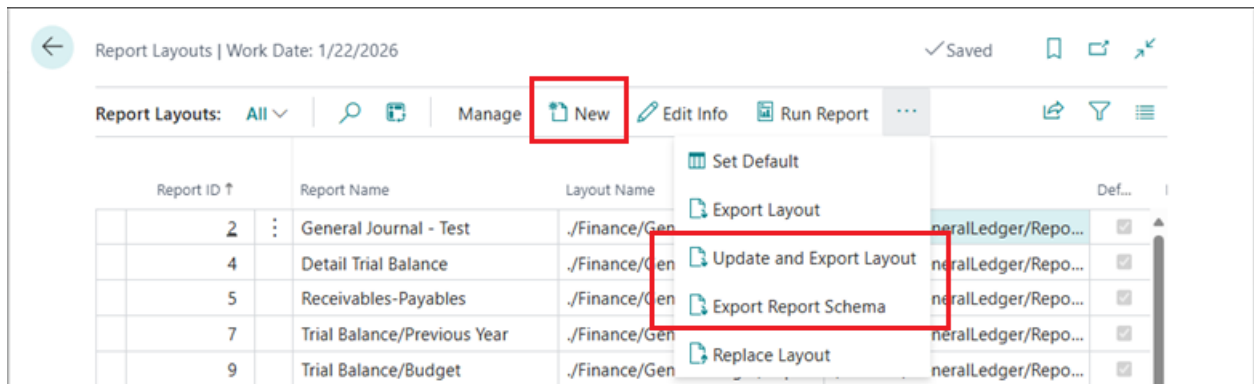 Report Layouts | Work Date: 1/22/2026 Saved
Report Layouts: All Manage New Edit Info Run Report ...
Set Default
Report ID ↑ Report Name Layout Name Def...
Export Layout
2 General Journal - Test ./Finance/Gen neralLedger/Repo...
Update and Export Layout
4 Detail Trial Balance ./Finance/Gen neralLedger/Repo...
5 Receivables-Payables ./Finance/Gen neralLedger/Repo...
Export Report Schema
7 Trial Balance/Previous Year ./Finance/Gen neralLedger/Repo...
Replace Layout
9 Trial Balance/Budget ./Finance/Gen neralLedger/Repo...